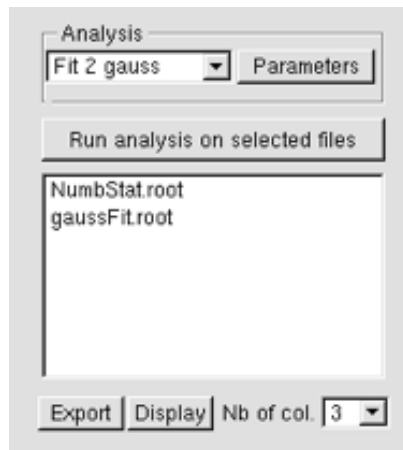 Analysis
Fit 2 gauss Parameters
Run analysis on selected files
NumbStat.root
gaussFit.root
Export Display Nb of col. 3